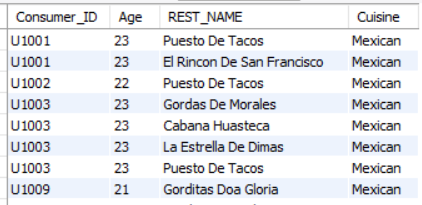 Consumer_ID Age REST_NAME Cuisine
U1001 23 Puesto De Tacos Mexican
U1001 23 El Rincon De San Francisco Mexican
U1002 22 Puesto De Tacos Mexican
U1003 23 Gordas De Morales Mexican
U1003 23 Cabana Huasteca Mexican
U1003 23 La Estrella De Dimas Mexican
U1003 23 Puesto De Tacos Mexican
U1009 21 Gorditas Doa Gloria Mexican